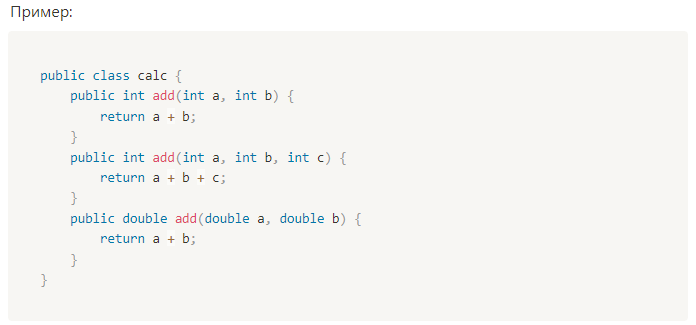 Пример:
public class calc {
    public int add(int a, int b) {
        return a + b;
    }
    public int add(int a, int b, int c) {
        return a + b + c;
    }
    public double add(double a, double b) {
        return a + b;
    }
}